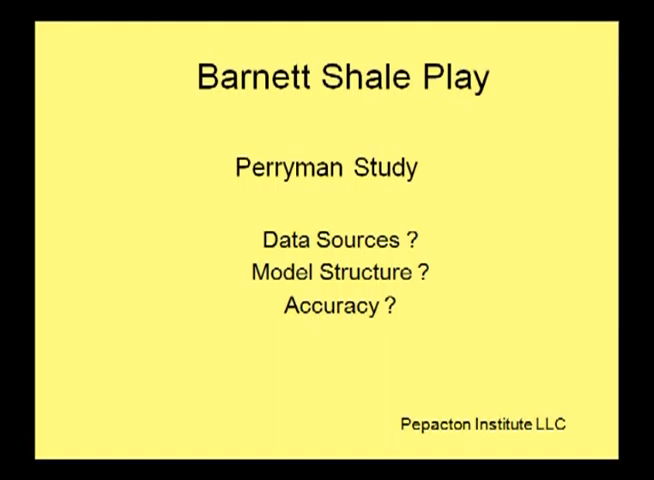 Barnett Shale Play
Perryman Study
Data Sources ?
Model Structure ?
Accuracy ?
Pepacton Institute LLC